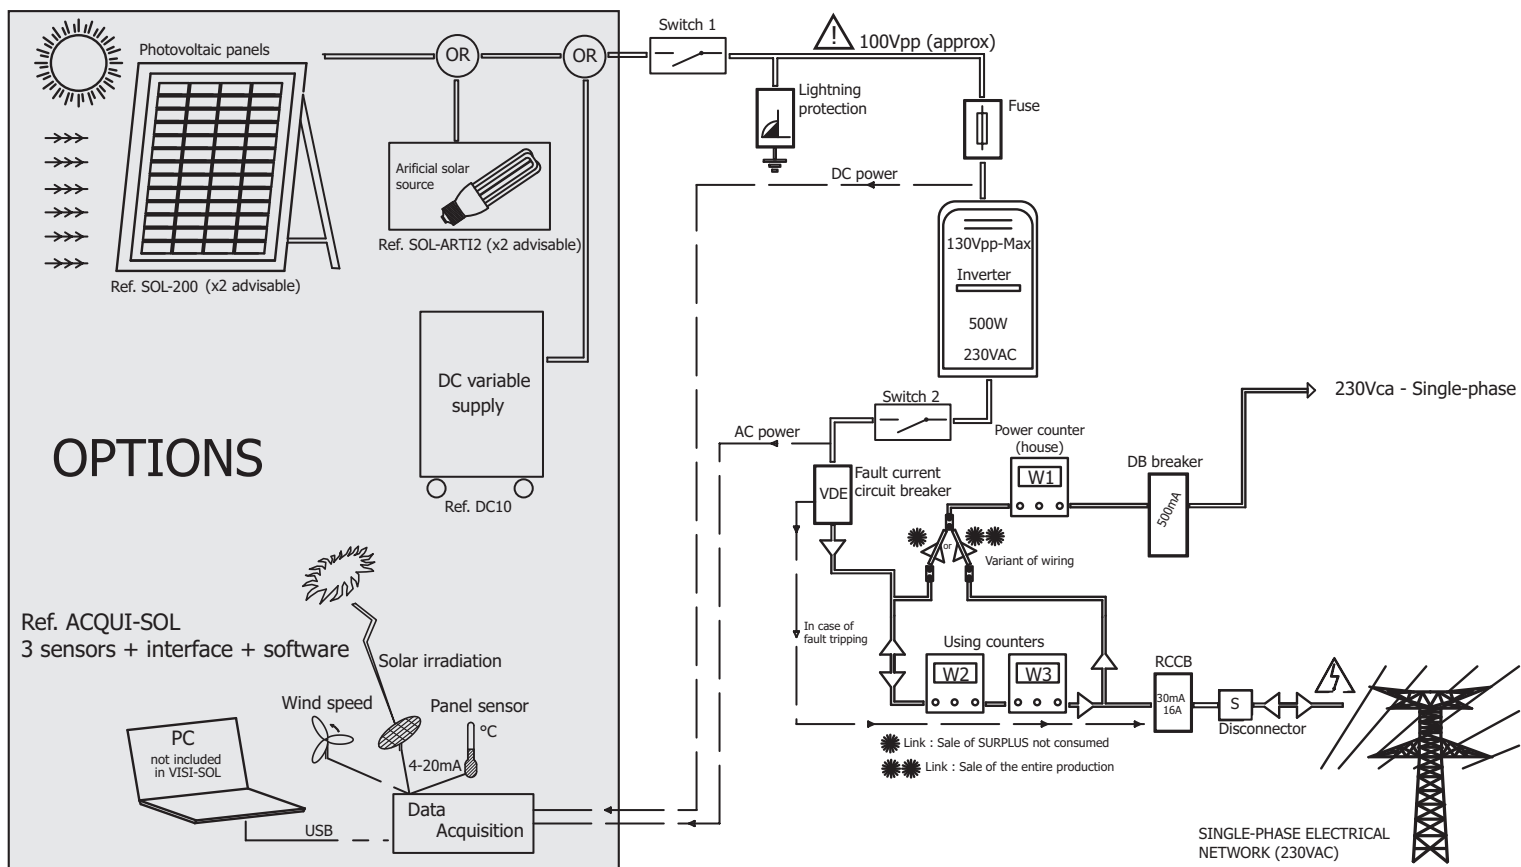 Photovoltaic panels
OR
OR
Switch 1
!
100Vpp (approx)
Lightning
protection
Fuse
Arificial solar
source
Ref. SOL-ARTI2 (x2 advisable)
Ref. SOL-200 (x2 advisable)
DC power
130Vpp-Max
Inverter
500W
230VAC
DC variable
supply
Ref. DC10
OPTIONS
Switch 2
AC power
230Vca - Single-phase
Power counter
(house)
W1
DB breaker
500mA
Fault current
circuit breaker
VDE
or
Variant of wiring
In case of
fault tripping
Using counters
W2
W3
RCCB
30mA
16A
S
Disconnector
Link : Sale of SURPLUS not consumed
Link : Sale of the entire production
Ref. ACQUI-SOL
3 sensors + interface + software
Solar irradiation
Wind speed
Panel sensor
°C
4-20mA
PC
not included
in VISI-SOL
USB
Data
Acquisition
SINGLE-PHASE ELECTRICAL
NETWORK (230VAC)